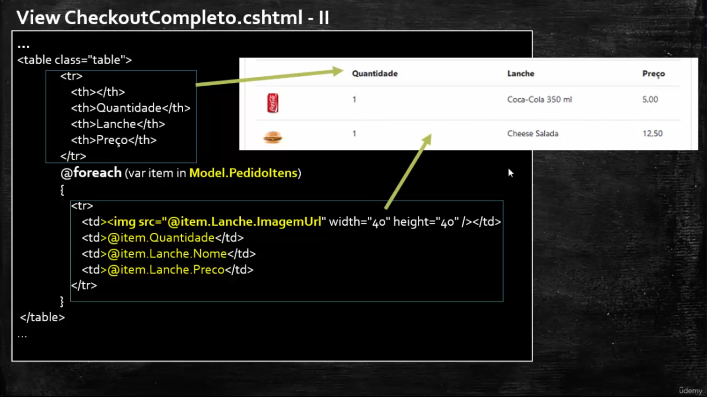 View CheckoutCompleto.cshtml - II
...
<table class="table">
<tr>
<th></th>
<th>Quantidade</th>
<th>Lanche</th>
<th>Preço</th>
</tr>
@foreach (var item in Model.PedidoItens)
{
<tr>
<td><img src="@item.Lanche.ImagemUrl" width="40" height="40" /></td>
<td>@item.Quantidade</td>
<td>@item.Lanche.Nome</td>
<td>@item.Lanche.Preco</td>
</tr>
}
</table>
...
Quantidade Lanche Preço
1 Coca-Cola 350 ml 5,00
1 Cheese Salada 12,50
ûdemy